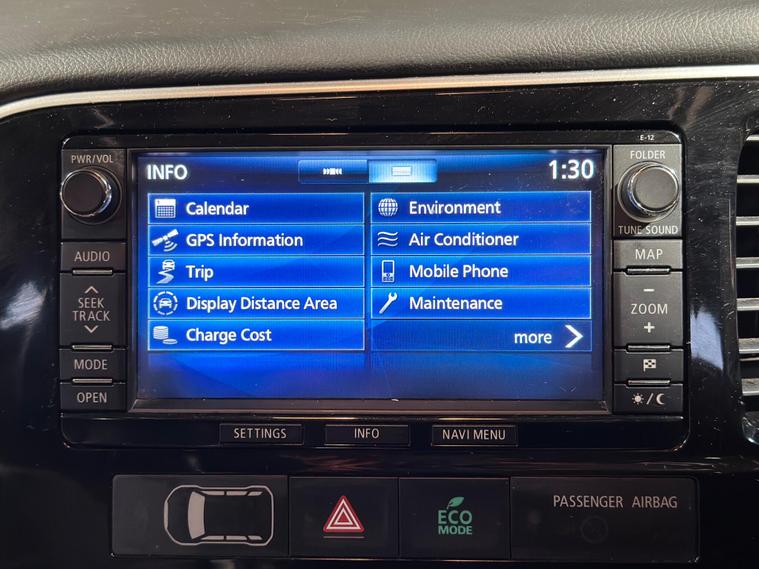 E-12
PWR/VOL
FOLDER
INFO
1:30
Calendar
Environment
GPS Information
Air Conditioner
Trip
Mobile Phone
Display Distance Area
Maintenance
Charge Cost
more
TUNE SOUND
AUDIO
MAP
SEEK
TRACK
ZOOM
MODE
OPEN
SETTINGS
INFO
NAVI MENU
ECO
MODE
PASSENGER AIRBAG